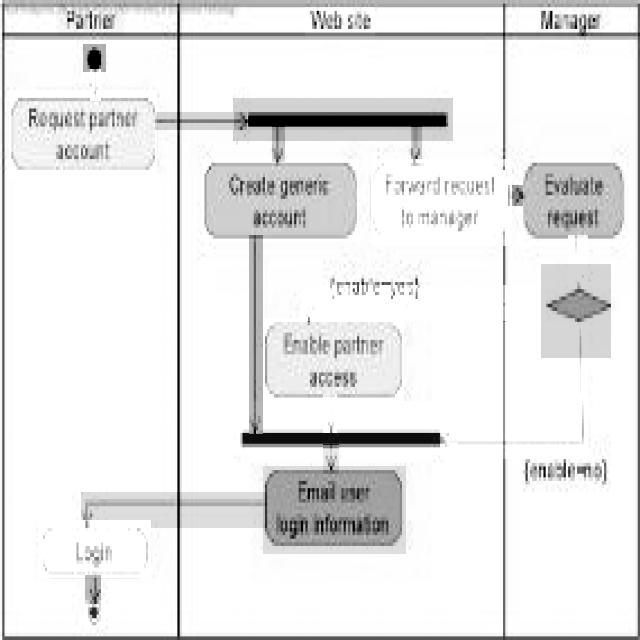 Partner
Web site
Manager
Request partner
account
Create generic
account
Forward request
to manager
Evaluate
request
{enable=yes}
Enable partner
access
{enable=no}
Email user
login information
Login